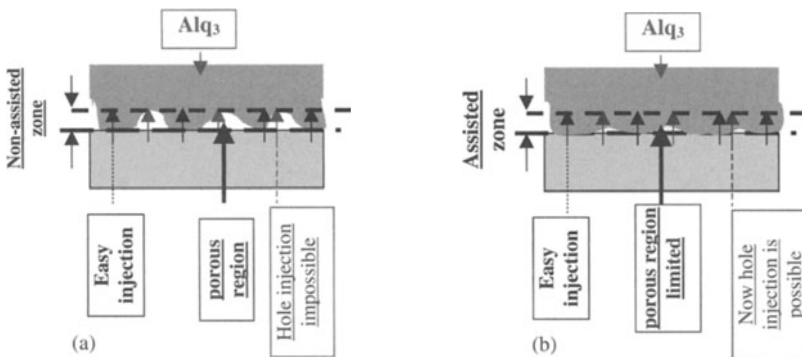 Alq3
Non-assisted
zone
Easy
injection
porous
region
Hole injection
impossible
(a)
Alq3
Assisted
zone
Easy
injection
porous region
limited
Now hole
injection is
possible
(b)